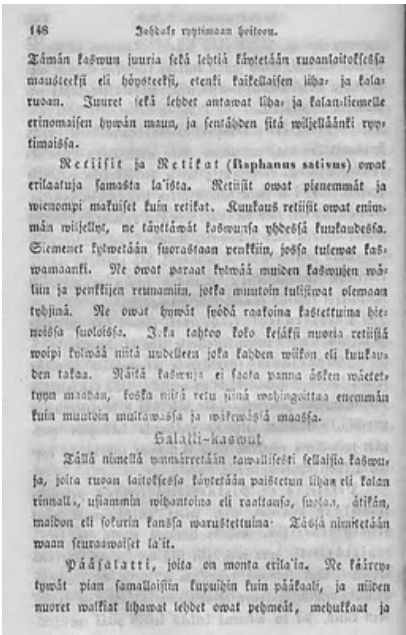 148 Johdato ryytimaan hoitoon.
Tämän kaswun juuria sekä lehtiä käytetään ruoanlaitoksessa
mausteeksi eli höysteeksi, etenki kaikellaisen liha- ja kala-
ruoan. Juuret sekä lehdet antawat liha- ja kalan-liemelle
erinomaisen hywän maun, ja sentähden sitä wiljelläänki ryy-
timaissa.
Retiisit ja Retikat (Raphanus sativus) owat
erilaatuja samasta la'ista. Retiisit owat pienemmät ja
wienompi makuiset kuin retikat. Kuukaus retiisit owat enim-
män wiljellyt, ne täyttäwät kaswunsa yhdessä kuukaudessa.
Siemenet kylwetään suorastaan penkkiin, jossa tulewat kas-
wamaanki. Ne owat paraat kylwää muiden kaswujen wä-
liin ja penkkijen reunamiin, jotka muutoin tulisiwat olemaan
tyhjinä. Ne owat hywät syödä raakoina kastettuina hie-
noissa suoloissa. Joka tahtoo koko kesäksi nuoria retiisiä
woipi kylwää niitä uudelleen joka kahden wiikon eli kuukau-
den takaa. Näitä kaswuja ei saata panna äsken wäetet-
tyyn maahan, koska niitä retu siinä wahingoittaa enemmän
kuin muutoin multawassa ja wäkewässä maassa.
Salatti-kaswut
Tällä nimellä ymmärretään tawallisesti sellaisia kaswu-
ja, joita ruoan laitoksessa käytetään paistetun lihan eli kalan
rinnalla, usiammin wihantoina eli raaltansa, suolan, ätikän,
maidon eli sokurin kanssa warustettuina. Tässä nimitetään
waan seuraawaiset la'it.
Pääsalatti, joita on monta erila'ia. Ne käärey-
tywät pian samallaisiin kupuihin kuin pääkaali, ja niiden
nuoret walkiat lihawat lehdet owat pehmeät, mehukkaat ja